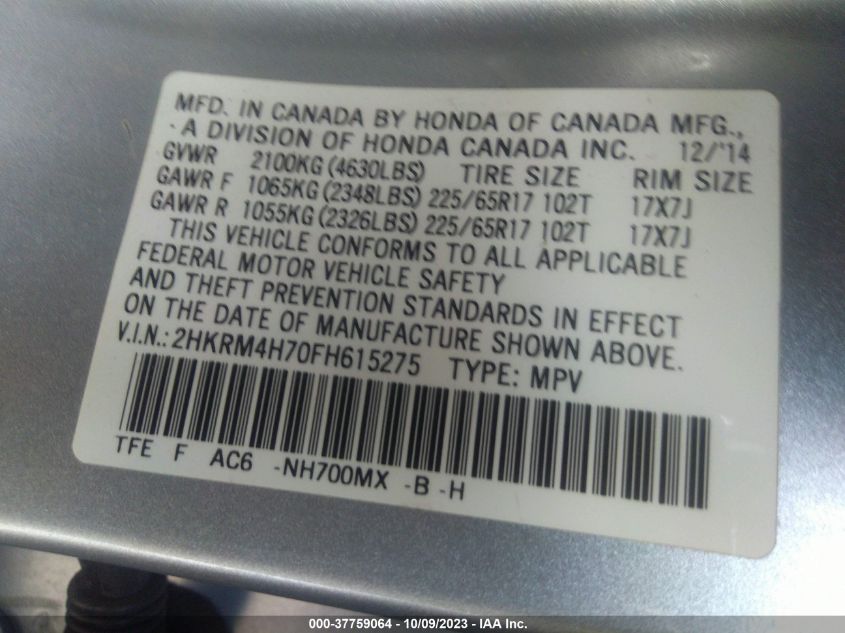 MFD. IN CANADA BY HONDA OF CANADA MFG.,
A DIVISION OF HONDA CANADA INC. 12/'14
GVWR 2100KG (4630LBS) TIRE SIZE RIM SIZE
GAWR F 1065KG (2348LBS) 225/65R17 102T 17X7J
GAWR R 1055KG (2326LBS) 225/65R17 102T 17X7J
THIS VEHICLE CONFORMS TO ALL APPLICABLE
FEDERAL MOTOR VEHICLE SAFETY
AND THEFT PREVENTION STANDARDS IN EFFECT
ON THE DATE OF MANUFACTURE SHOWN ABOVE.
V.I.N.: 2HKRM4H70FH615275 TYPE: MPV
TFE F AC6 -NH700MX -B -H
000-37759064 - 10/09/2023 - IAA Inc.